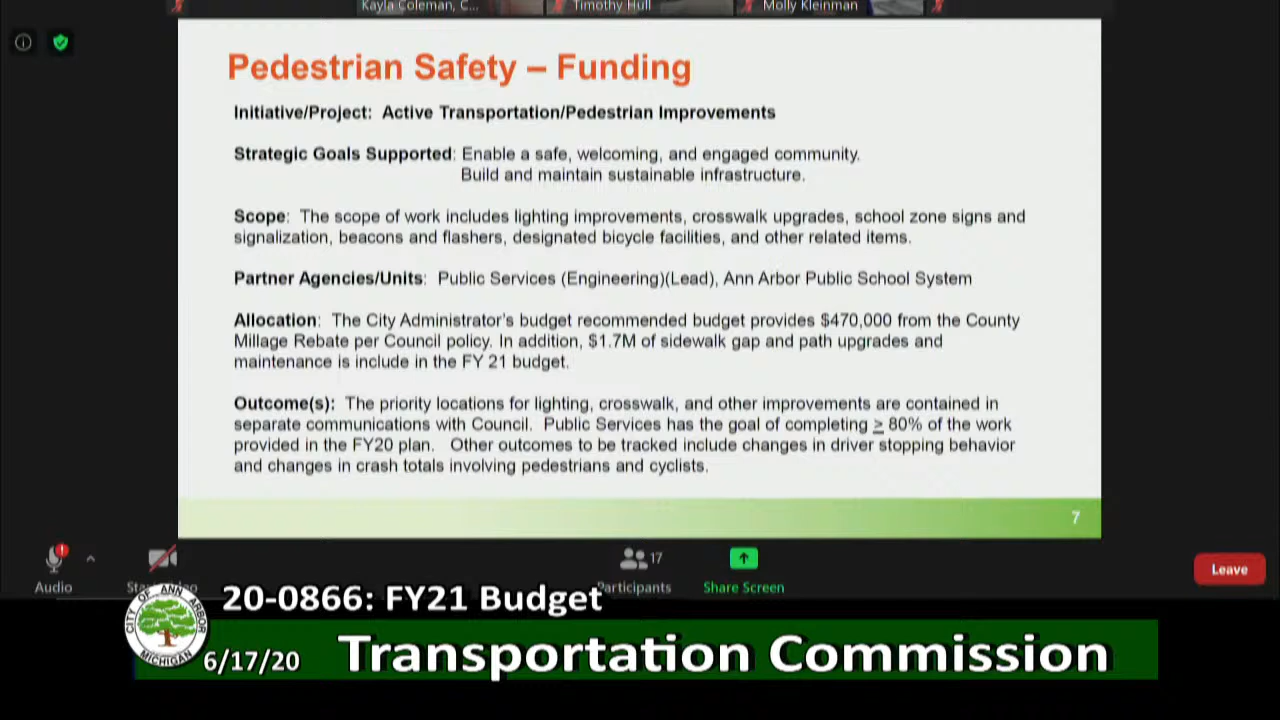 Kayla Coleman, C...
Timothy Hull
Molly Kleinman
Pedestrian Safety – Funding
Initiative/Project: Active Transportation/Pedestrian Improvements
Strategic Goals Supported: Enable a safe, welcoming, and engaged community.
Build and maintain sustainable infrastructure.
Scope: The scope of work includes lighting improvements, crosswalk upgrades, school zone signs and
signalization, beacons and flashers, designated bicycle facilities, and other related items.
Partner Agencies/Units: Public Services (Engineering)(Lead), Ann Arbor Public School System
Allocation: The City Administrator's budget recommended budget provides $470,000 from the County
Millage Rebate per Council policy. In addition, $1.7M of sidewalk gap and path upgrades and
maintenance is include in the FY 21 budget.
Outcome(s): The priority locations for lighting, crosswalk, and other improvements are contained in
separate communications with Council. Public Services has the goal of completing ≥ 80% of the work
provided in the FY20 plan. Other outcomes to be tracked include changes in driver stopping behavior
and changes in crash totals involving pedestrians and cyclists.
7
17
Audio
Start Video
Participants
Share Screen
Leave
20-0866: FY21 Budget
CITY OF ANN ARBOR
MICHIGAN
6/17/20
Transportation Commission